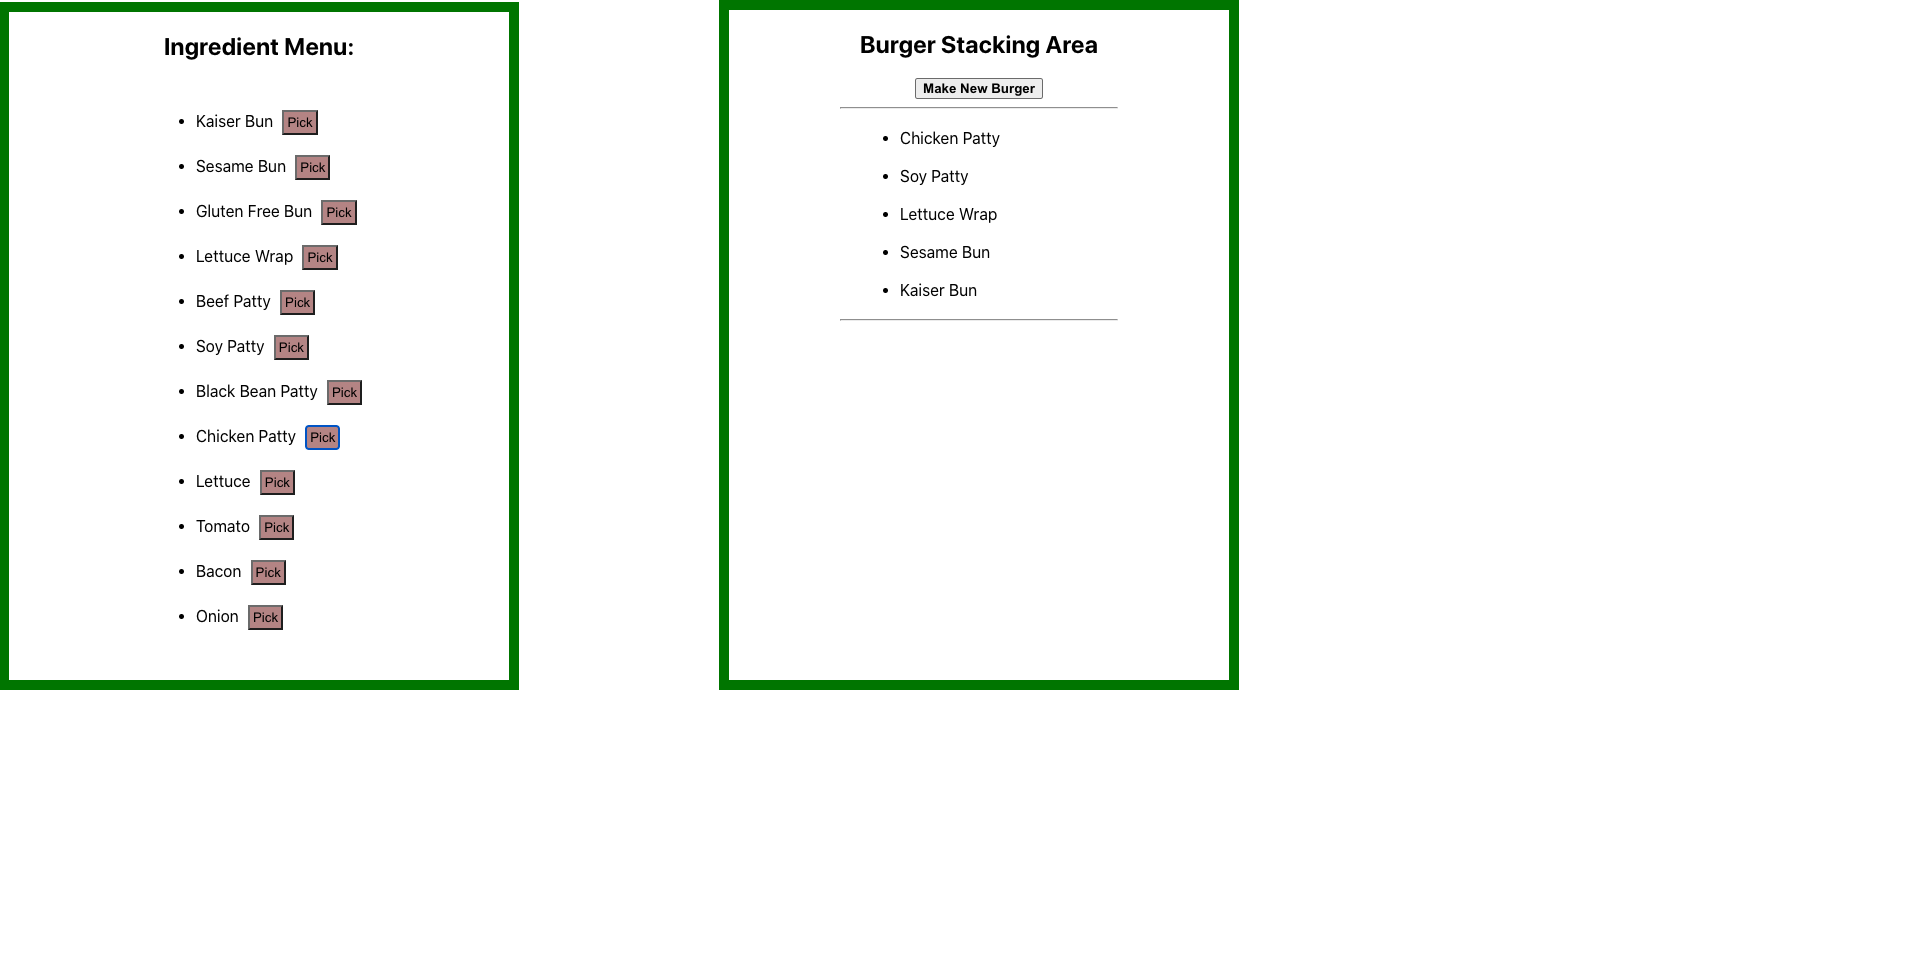 Ingredient Menu:
Kaiser Bun Pick
Sesame Bun Pick
Gluten Free Bun Pick
Lettuce Wrap Pick
Beef Patty Pick
Soy Patty Pick
Black Bean Patty Pick
Chicken Patty Pick
Lettuce Pick
Tomato Pick
Bacon Pick
Onion Pick
Burger Stacking Area
Make New Burger
Chicken Patty
Soy Patty
Lettuce Wrap
Sesame Bun
Kaiser Bun